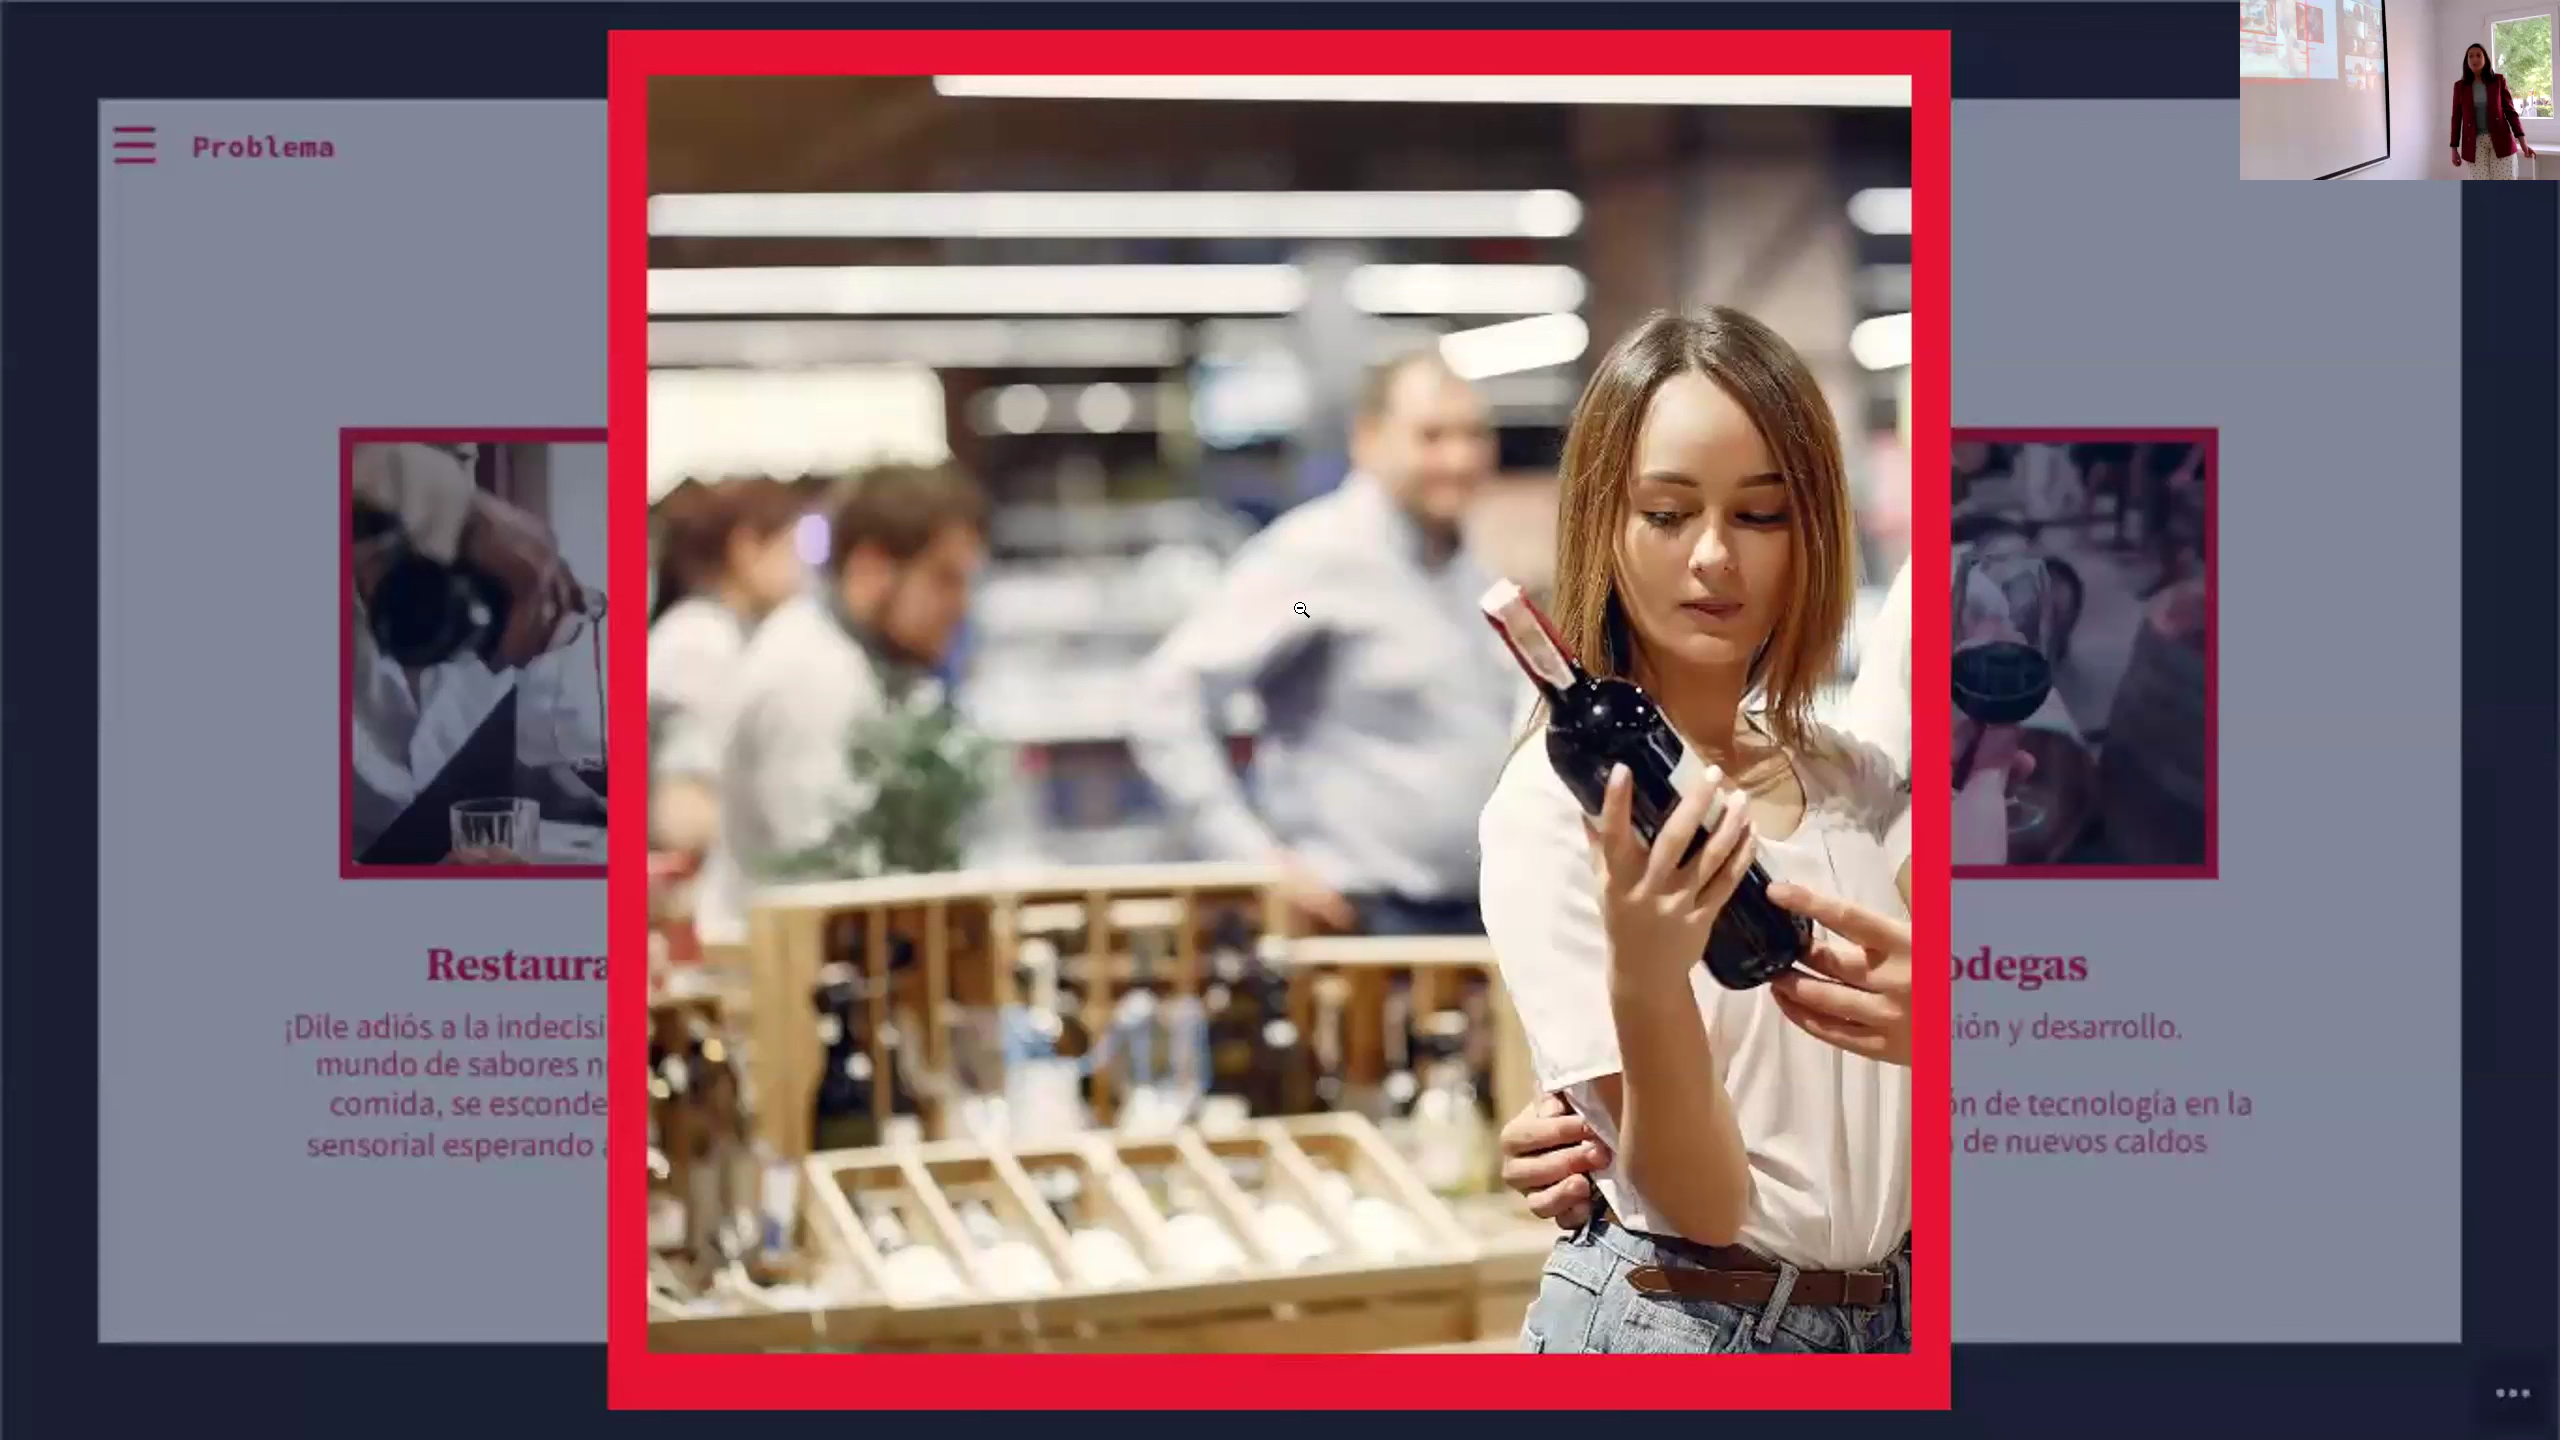 Problema
Restaura
¡Dile adiós a la indecisi
mundo de sabores n
comida, se esconde
sensorial esperando
odegas
ión y desarrollo.
ón de tecnología en la
de nuevos caldos